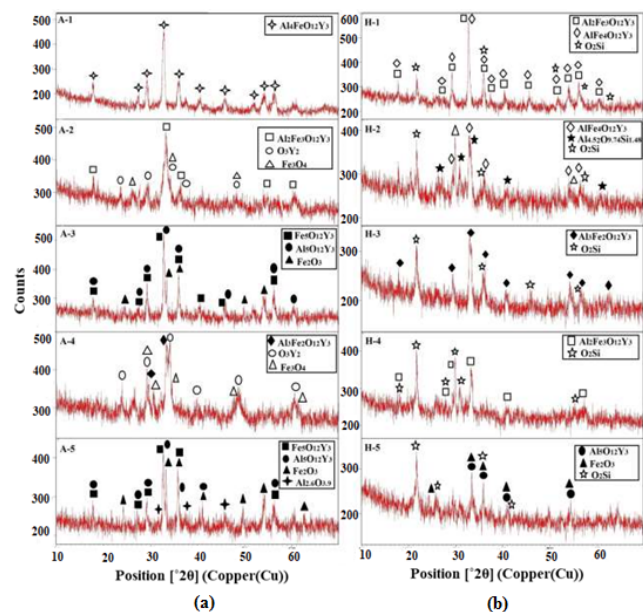 A-1
Al4FeO12Y3
A-2
Al2Fe3O12Y3
O3Y2
Fe3O4
A-3
Fe5O12Y3
Al5O12Y3
Fe2O3
A-4
Al3Fe2O12Y3
O3Y2
Fe3O4
A-5
Fe5O12Y3
Al5O12Y3
Fe2O3
Al2.6O3.9
500
400
300
200
500
400
300
500
400
300
500
400
300
400
300
200
Counts
10 20 30 40 50 60
Position [°2θ] (Copper(Cu))
(a)
H-1
Al2Fe3O12Y3
AlFe4O12Y3
O2Si
H-2
AlFe4O12Y3
Al4.52O9.74Si1.48
O2Si
H-3
Al3Fe2O12Y3
O2Si
H-4
Al2Fe3O12Y3
O2Si
H-5
Al5O12Y3
Fe2O3
O2Si
600
500
400
300
200
100
400
300
200
300
200
400
300
200
300
200
10 20 30 40 50 60
Position [°2θ] (Copper(Cu))
(b)